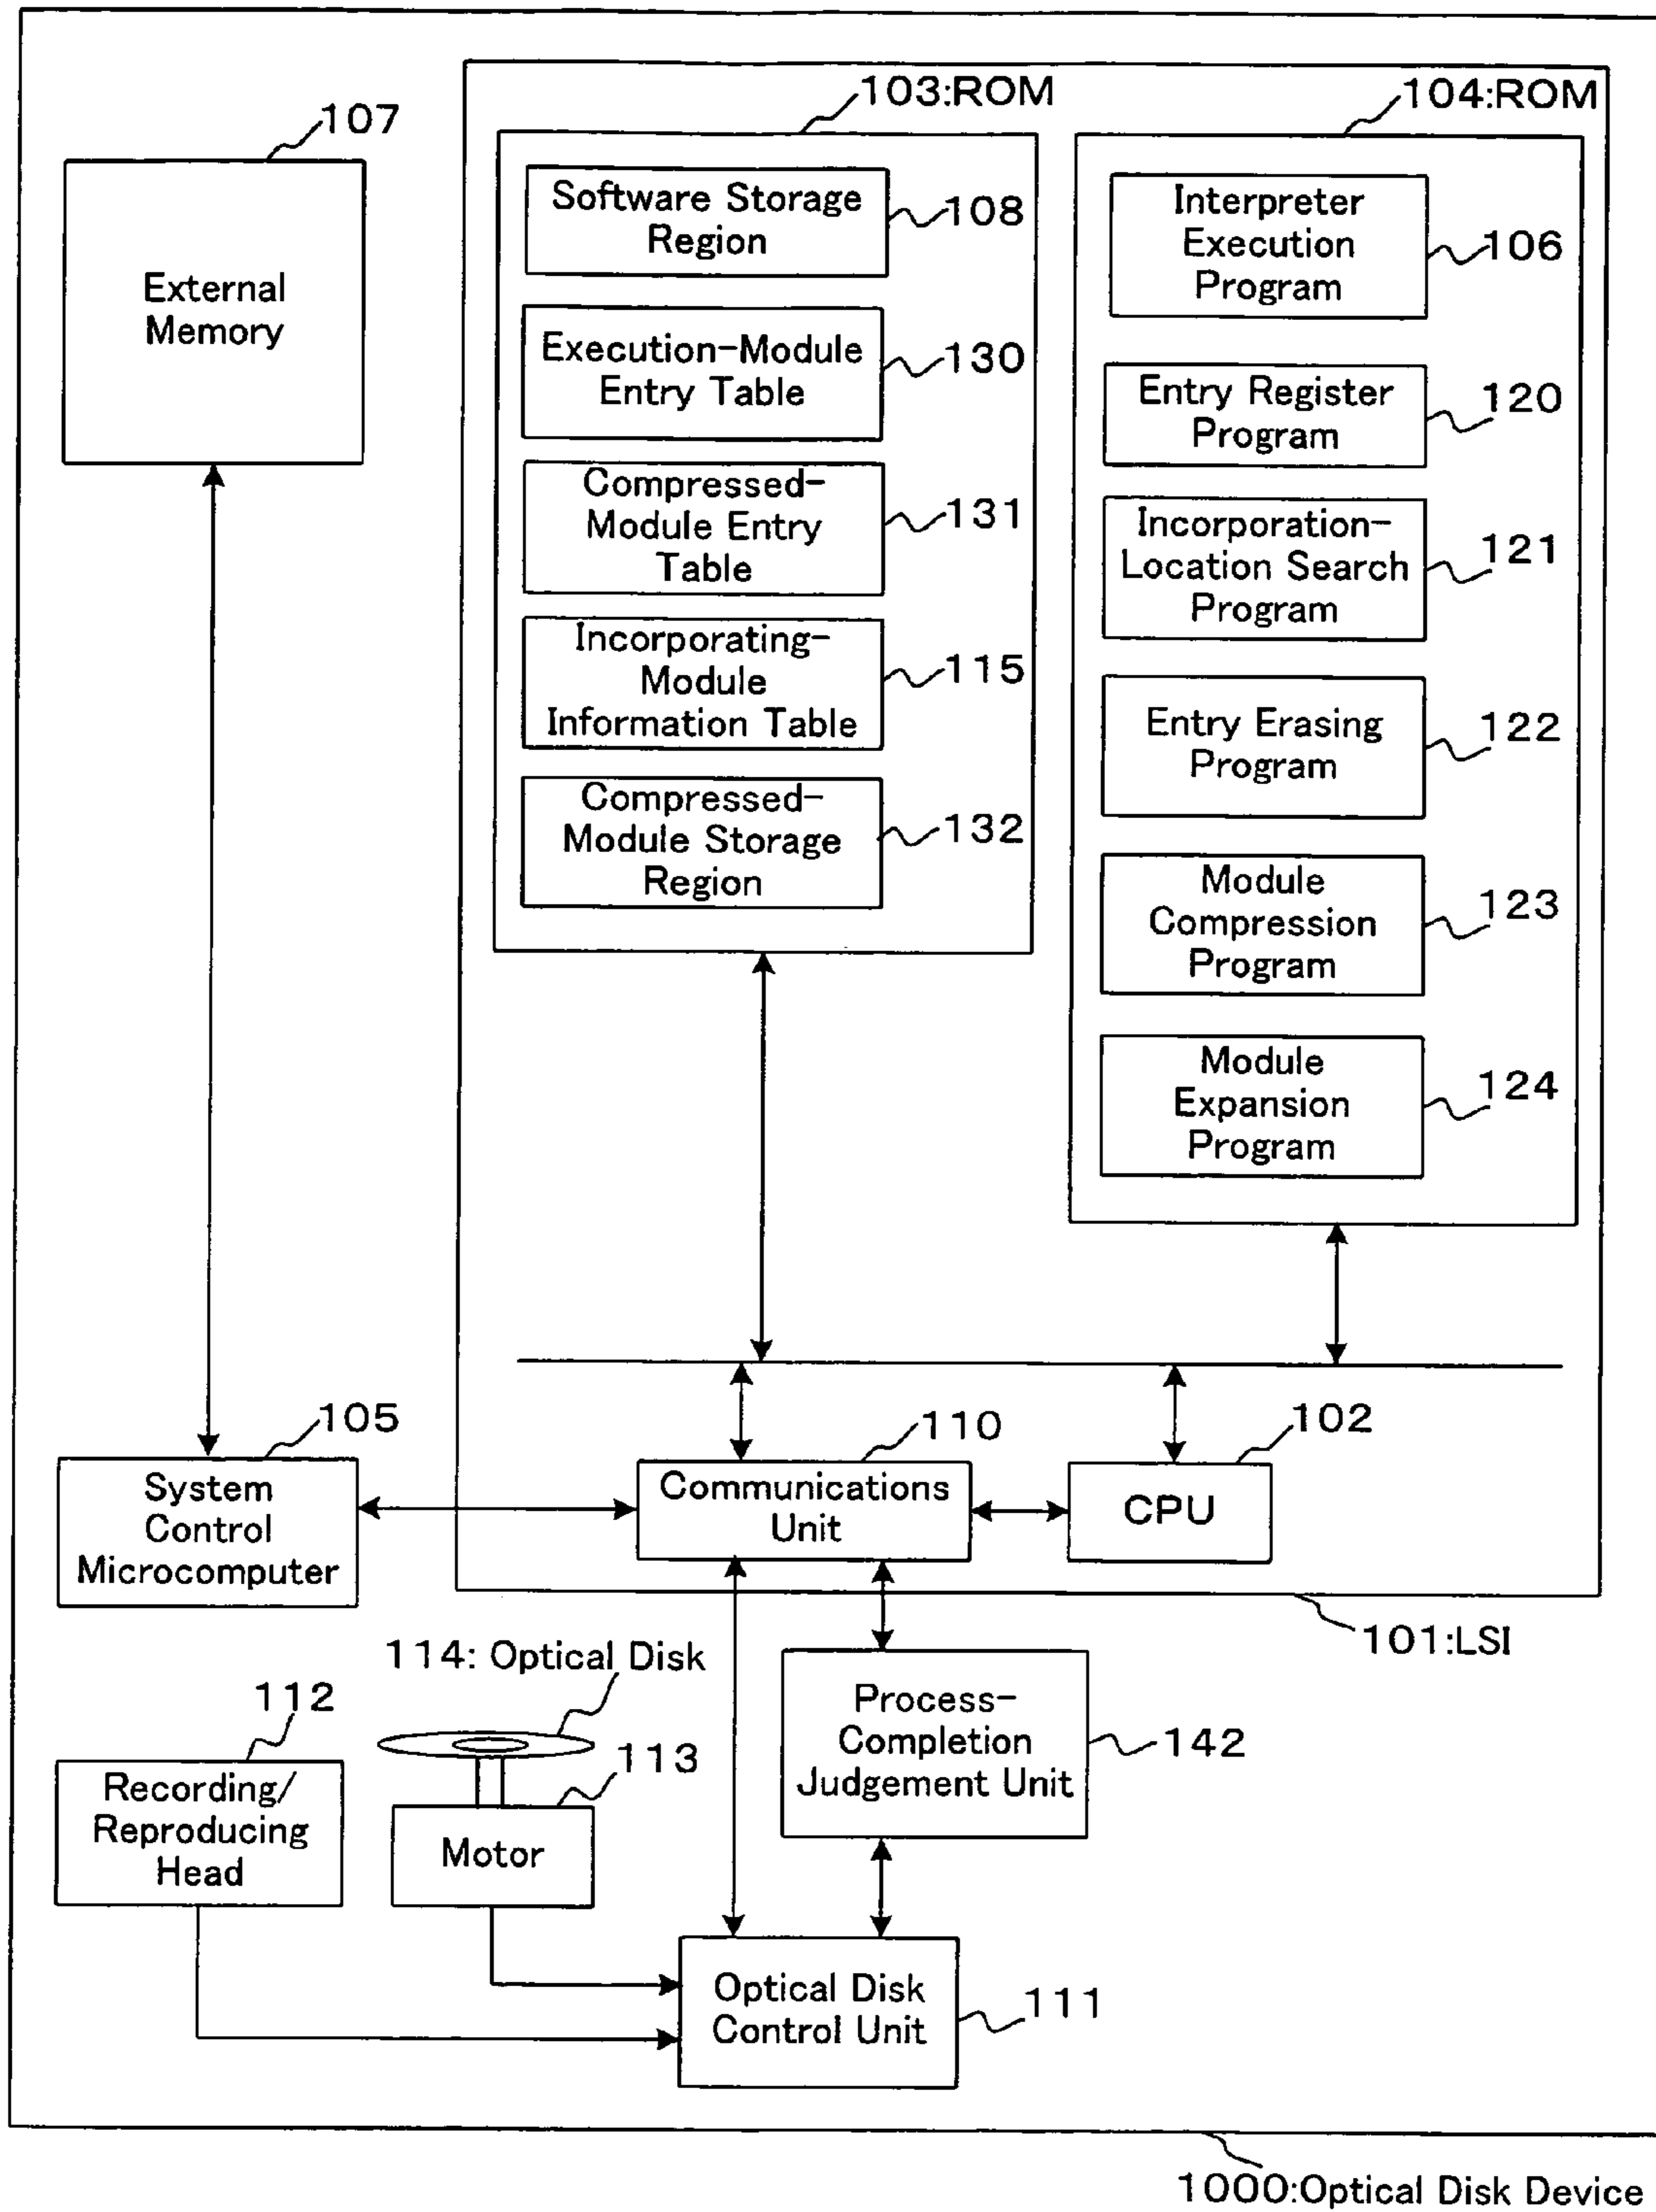 107
External
Memory
103:ROM
Software Storage
Region
108
Execution-Module
Entry Table
130
Compressed-
Module Entry
Table
131
Incorporating-
Module
Information Table
115
Compressed-
Module Storage
Region
132
104:ROM
Interpreter
Execution
Program
106
Entry Register
Program
120
Incorporation-
Location Search
Program
121
Entry Erasing
Program
122
Module
Compression
Program
123
Module
Expansion
Program
124
105
System
Control
Microcomputer
110
Communications
Unit
102
CPU
101:LSI
114: Optical Disk
112
Recording/
Reproducing
Head
113
Motor
Process-
Completion
Judgement Unit
142
Optical Disk
Control Unit
111
1000:Optical Disk Device